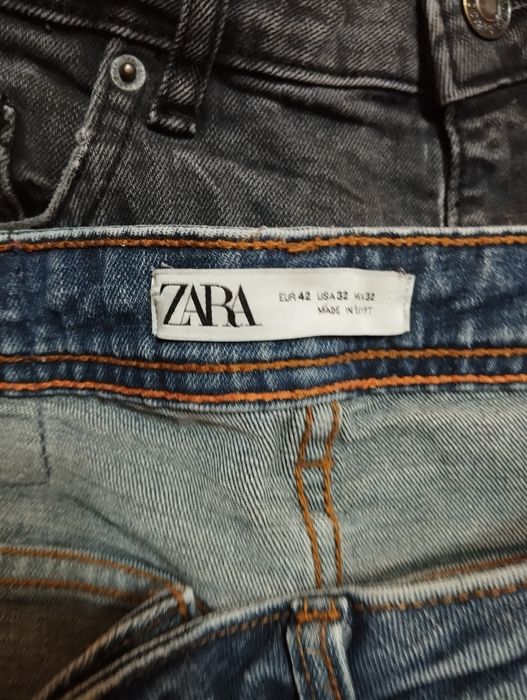 ZARA
EUR 42 USA 32 MEX 32
MADE IN EGYPT